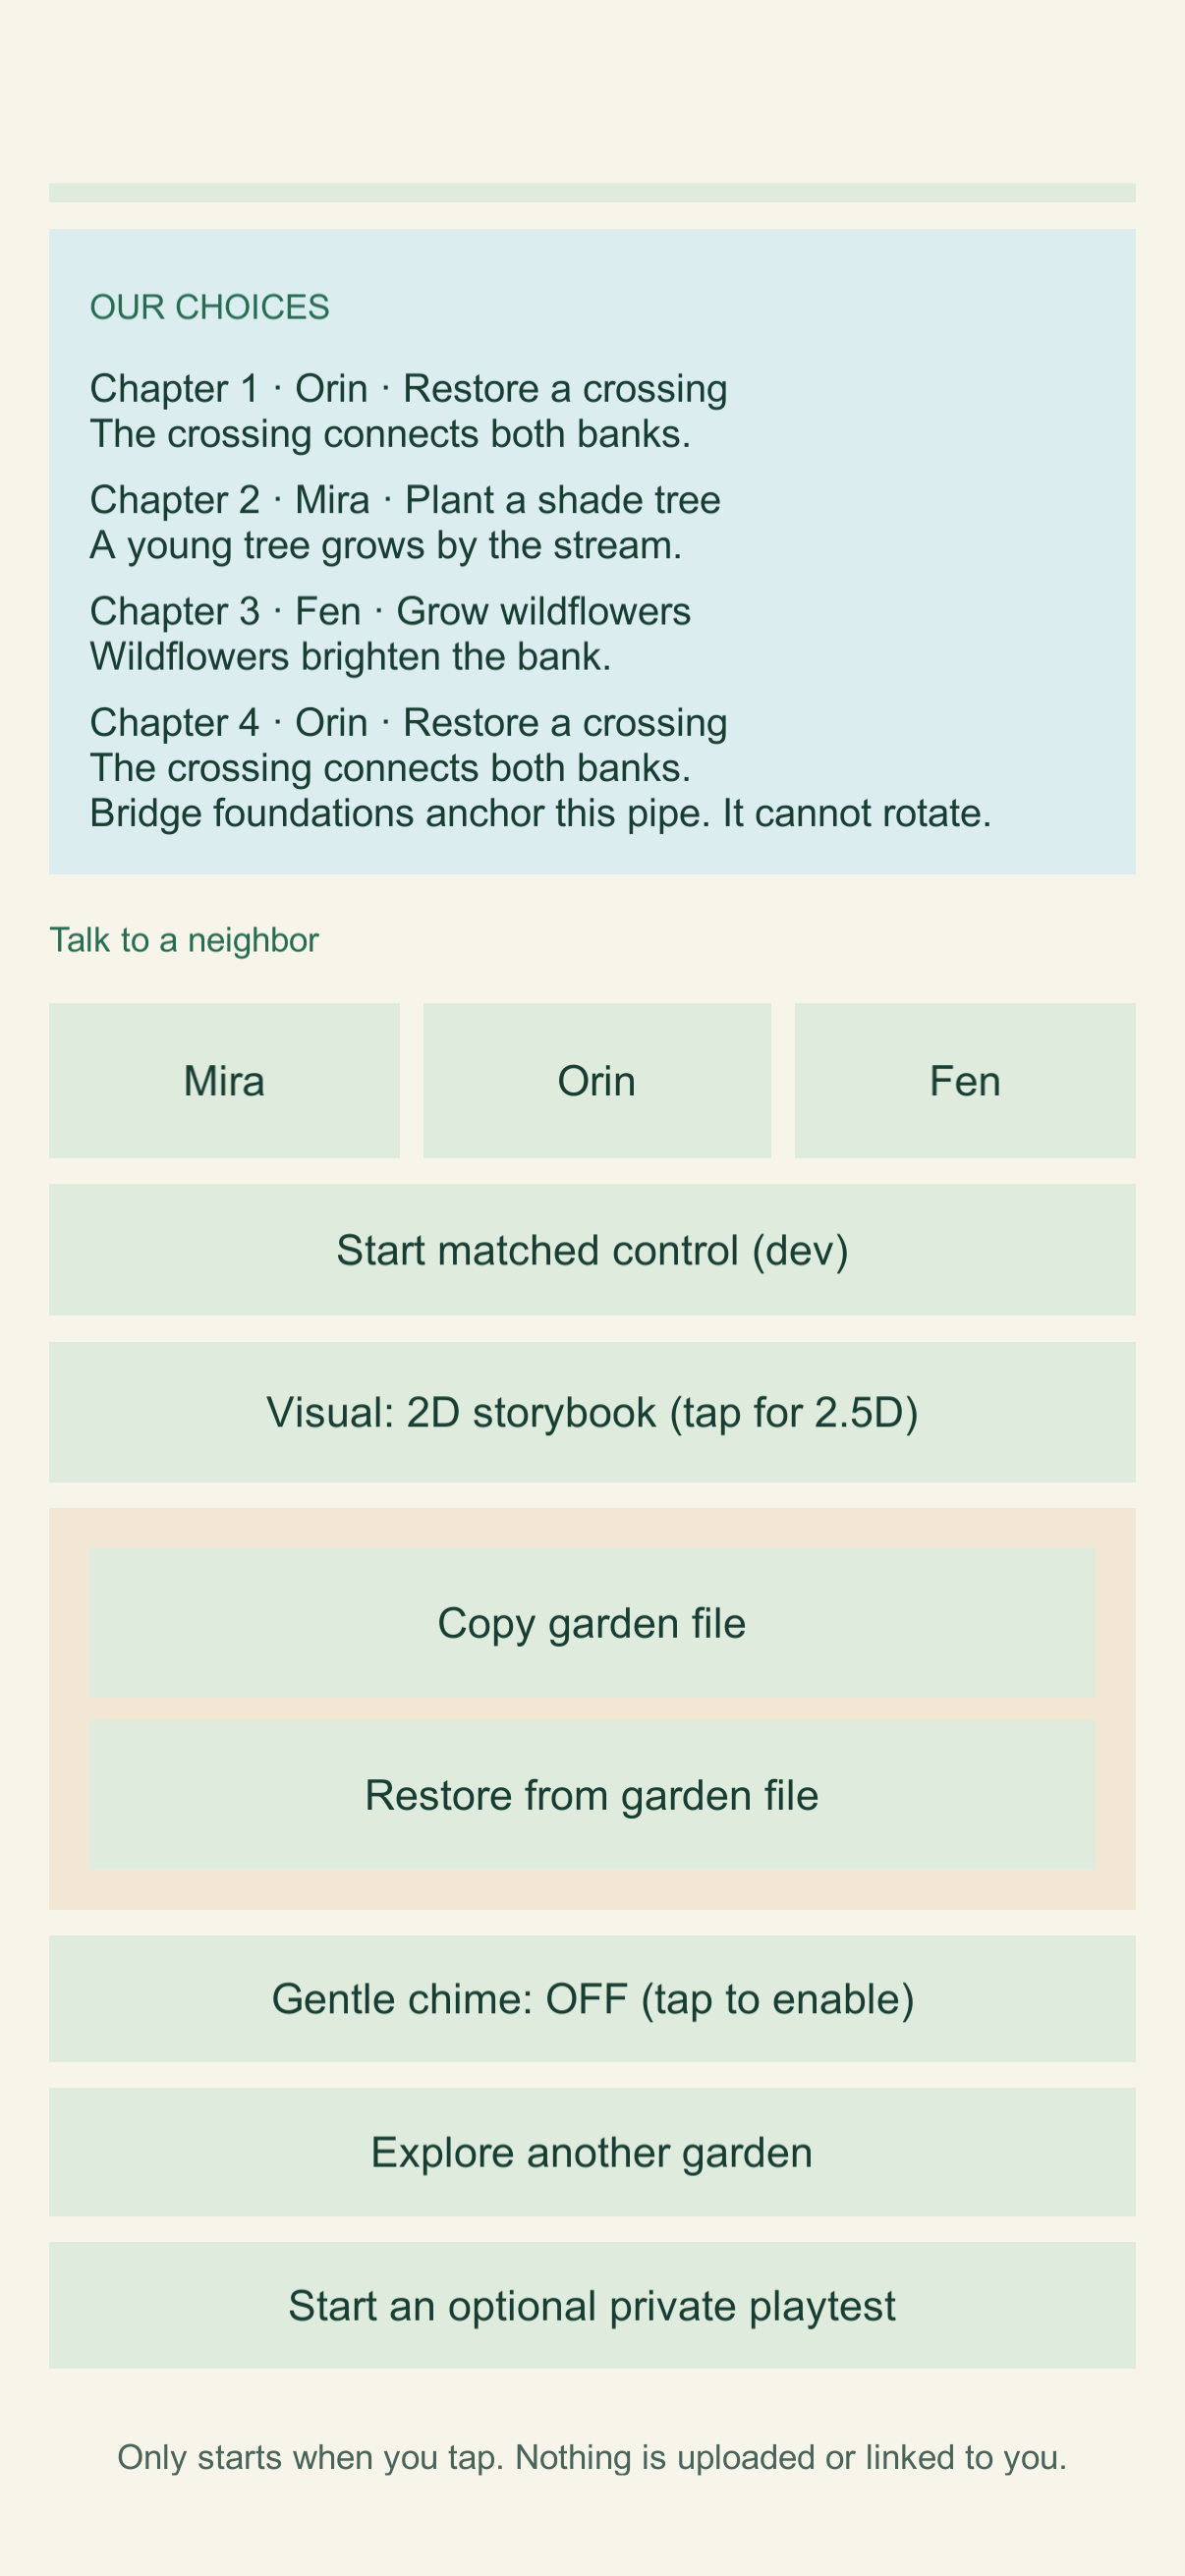 OUR CHOICES
Chapter 1 · Orin · Restore a crossing
The crossing connects both banks.
Chapter 2 · Mira · Plant a shade tree
A young tree grows by the stream.
Chapter 3 · Fen · Grow wildflowers
Wildflowers brighten the bank.
Chapter 4 · Orin · Restore a crossing
The crossing connects both banks.
Bridge foundations anchor this pipe. It cannot rotate.
Talk to a neighbor
Mira
Orin
Fen
Start matched control (dev)
Visual: 2D storybook (tap for 2.5D)
Copy garden file
Restore from garden file
Gentle chime: OFF (tap to enable)
Explore another garden
Start an optional private playtest
Only starts when you tap. Nothing is uploaded or linked to you.